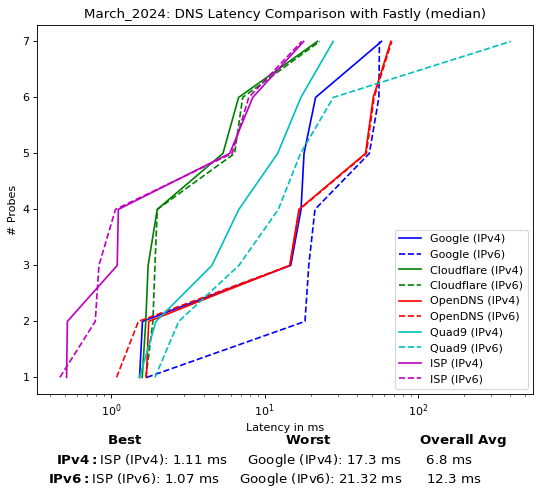 March_2024: DNS Latency Comparison with Fastly (median)
7
6
5
4
3
2
1
# Probes
Google (IPv4)
Google (IPv6)
Cloudflare (IPv4)
Cloudflare (IPv6)
OpenDNS (IPv4)
OpenDNS (IPv6)
Quad9 (IPv4)
Quad9 (IPv6)
ISP (IPv4)
ISP (IPv6)
10⁰ 10¹ 10²
Latency in ms
Best Worst Overall Avg
IPv4: ISP (IPv4): 1.11 ms Google (IPv4): 17.3 ms 6.8 ms
IPv6: ISP (IPv6): 1.07 ms Google (IPv6): 21.32 ms 12.3 ms